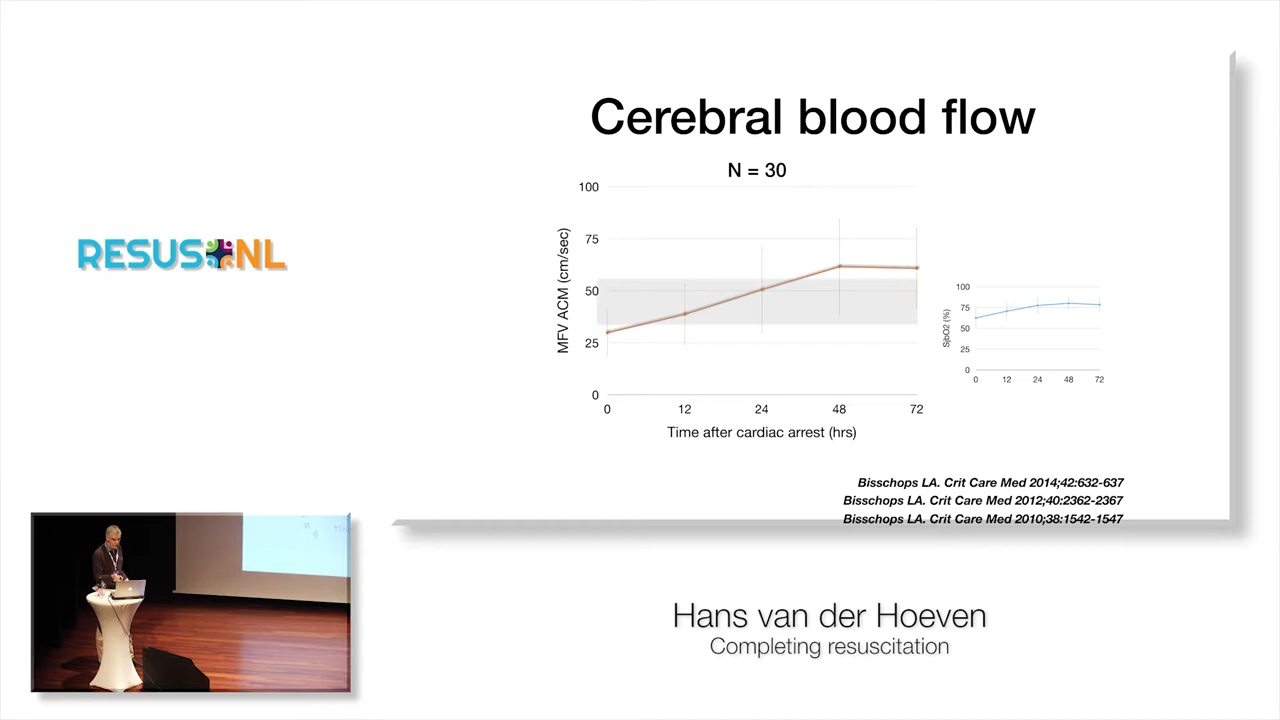 Cerebral blood flow
N = 30
100
75
50
25
0
MFV ACM (cm/sec)
0 12 24 48 72
Time after cardiac arrest (hrs)
100
75
50
25
0
SjbO2 (%)
0 12 24 48 72
RESUS NL
Bisschops LA. Crit Care Med 2014;42:632-637
Bisschops LA. Crit Care Med 2012;40:2362-2367
Bisschops LA. Crit Care Med 2010;38:1542-1547
Hans van der Hoeven
Completing resuscitation